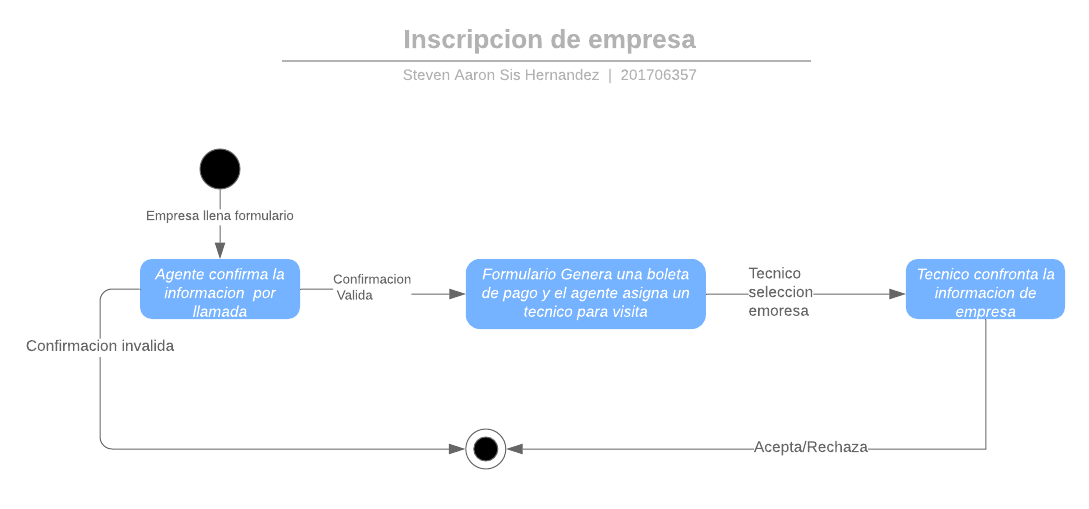 Inscripcion de empresa
Steven Aaron Sis Hernandez | 201706357
Empresa llena formulario
Agente confirma la
informacion por
llamada
Confirmacion
Valida
Formulario Genera una boleta
de pago y el agente asigna un
tecnico para visita
Tecnico
seleccion
emoresa
Tecnico confronta la
informacion de
empresa
Confirmacion invalida
Acepta/Rechaza